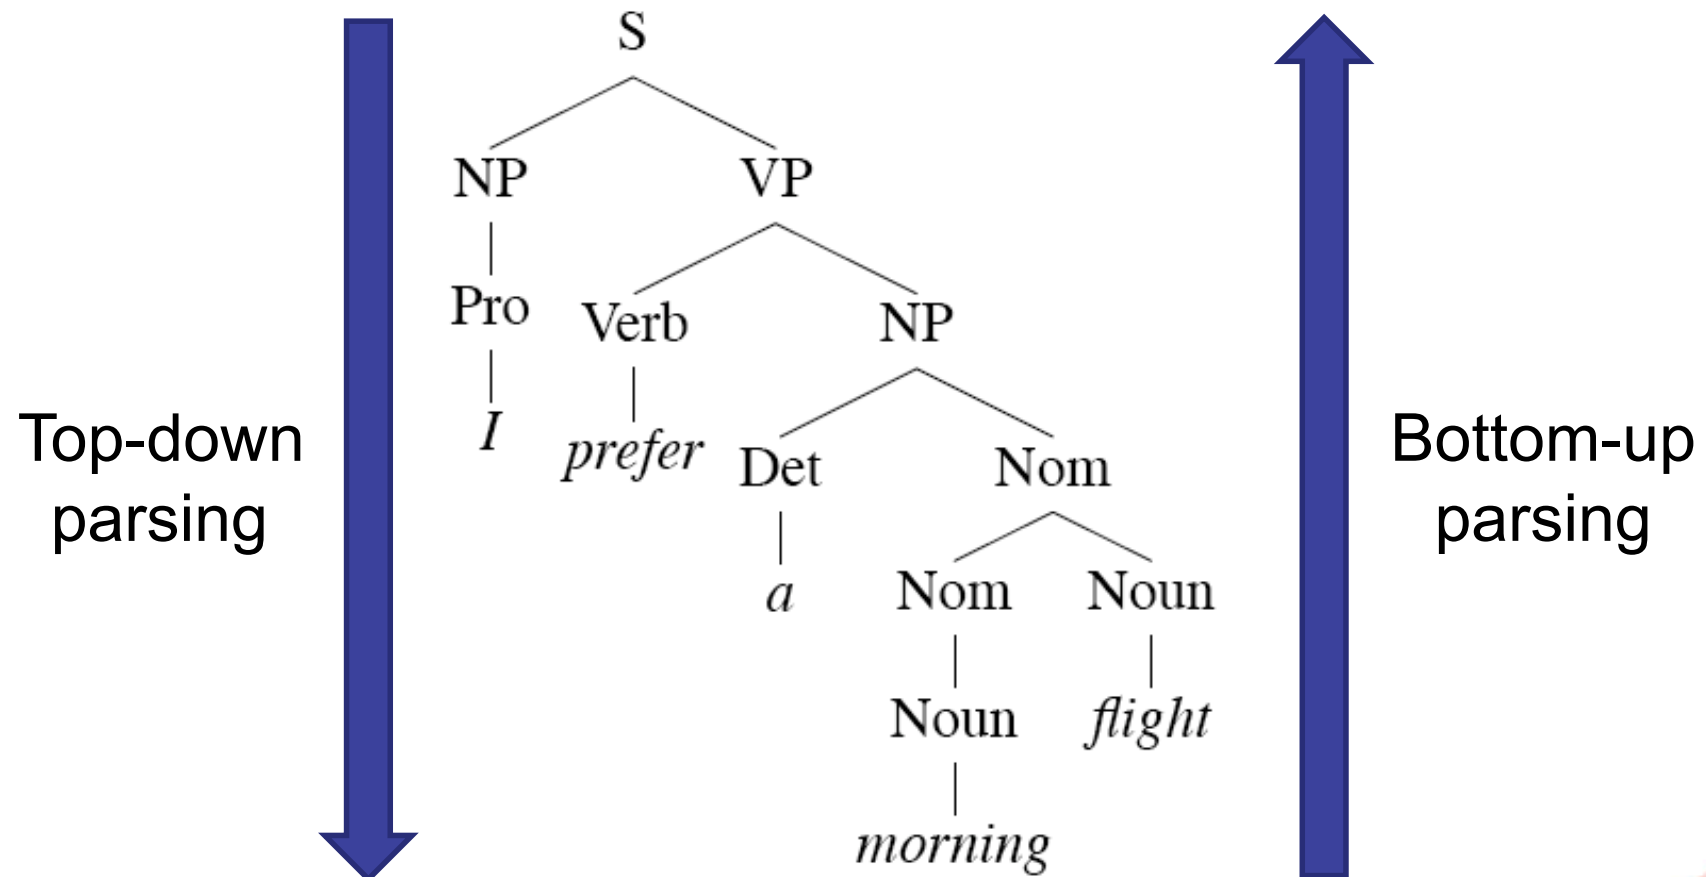 S
NP VP
Pro Verb NP
I prefer Det Nom
a Nom Noun
Noun flight
morning
Top-down
parsing
Bottom-up
parsing